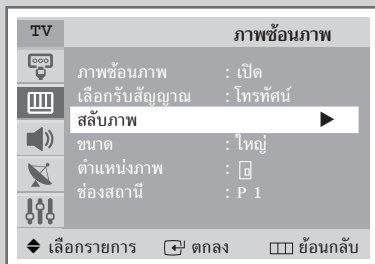 TV
ภาพซ้อนภาพ
ภาพซ้อนภาพ : เปิด
เลือกรับสัญญาณ : โทรทัศน์
สลับภาพ
ขนาด : ใหญ่
ตำแหน่งภาพ :
ช่องสถานี : P 1
เลือกรายการ ตกลง ย้อนกลับ